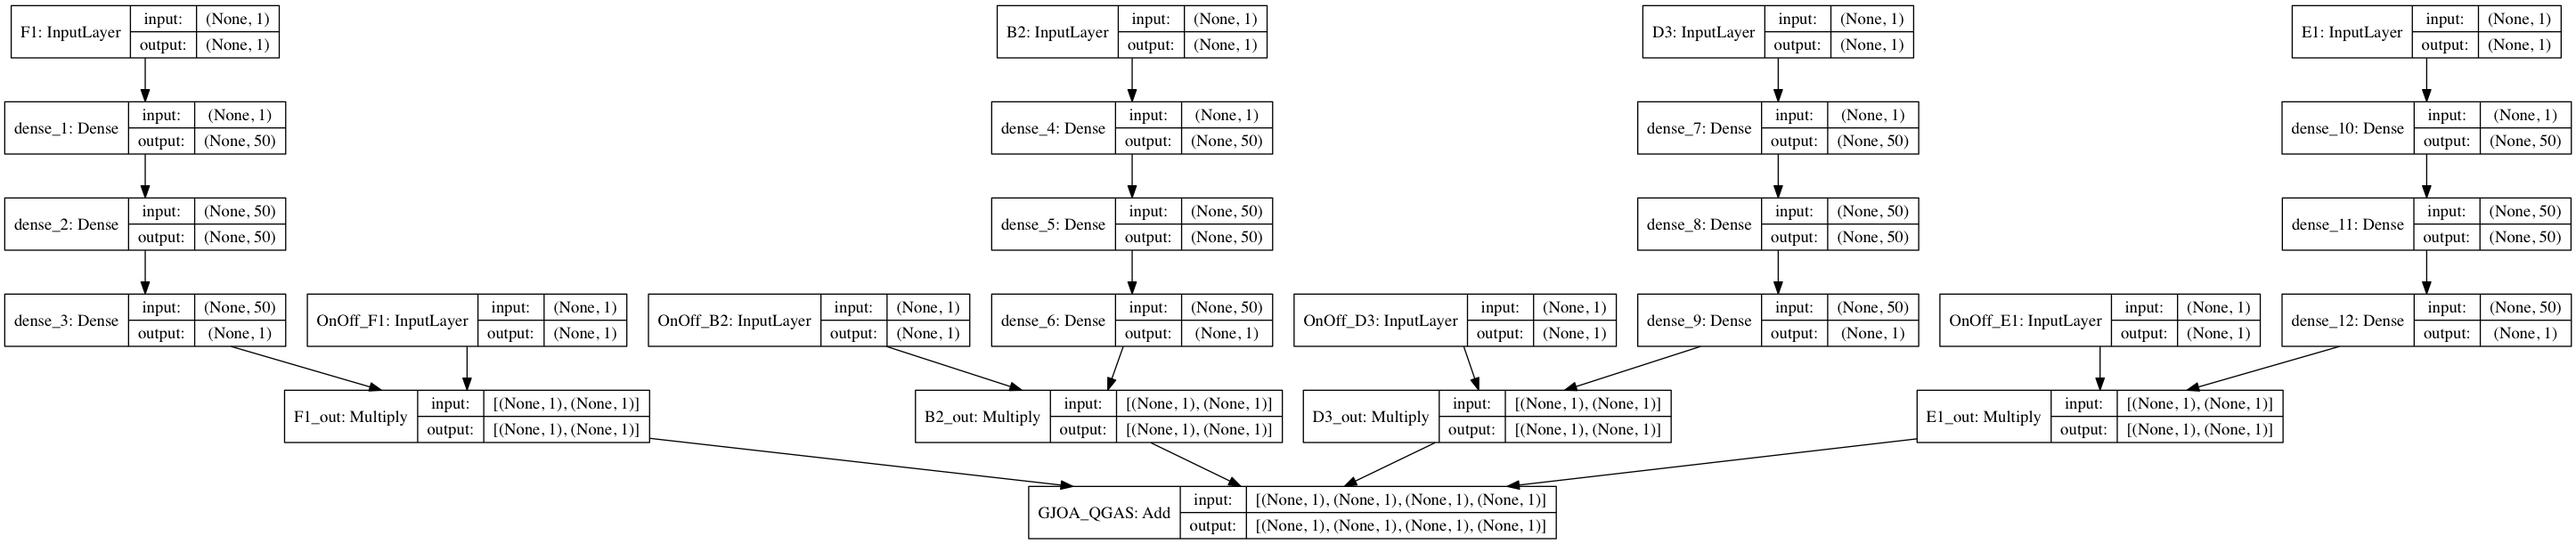 F1: InputLayer input: (None, 1) output: (None, 1)
B2: InputLayer input: (None, 1) output: (None, 1)
D3: InputLayer input: (None, 1) output: (None, 1)
E1: InputLayer input: (None, 1) output: (None, 1)
dense_1: Dense input: (None, 1) output: (None, 50)
dense_4: Dense input: (None, 1) output: (None, 50)
dense_7: Dense input: (None, 1) output: (None, 50)
dense_10: Dense input: (None, 1) output: (None, 50)
dense_2: Dense input: (None, 50) output: (None, 50)
dense_5: Dense input: (None, 50) output: (None, 50)
dense_8: Dense input: (None, 50) output: (None, 50)
dense_11: Dense input: (None, 50) output: (None, 50)
dense_3: Dense input: (None, 50) output: (None, 1)
OnOff_F1: InputLayer input: (None, 1) output: (None, 1)
OnOff_B2: InputLayer input: (None, 1) output: (None, 1)
dense_6: Dense input: (None, 50) output: (None, 1)
OnOff_D3: InputLayer input: (None, 1) output: (None, 1)
dense_9: Dense input: (None, 50) output: (None, 1)
OnOff_E1: InputLayer input: (None, 1) output: (None, 1)
dense_12: Dense input: (None, 50) output: (None, 1)
F1_out: Multiply input: [(None, 1), (None, 1)] output: [(None, 1), (None, 1)]
B2_out: Multiply input: [(None, 1), (None, 1)] output: [(None, 1), (None, 1)]
D3_out: Multiply input: [(None, 1), (None, 1)] output: [(None, 1), (None, 1)]
E1_out: Multiply input: [(None, 1), (None, 1)] output: [(None, 1), (None, 1)]
GJOA_QGAS: Add input: [(None, 1), (None, 1), (None, 1), (None, 1)] output: [(None, 1), (None, 1), (None, 1), (None, 1)]